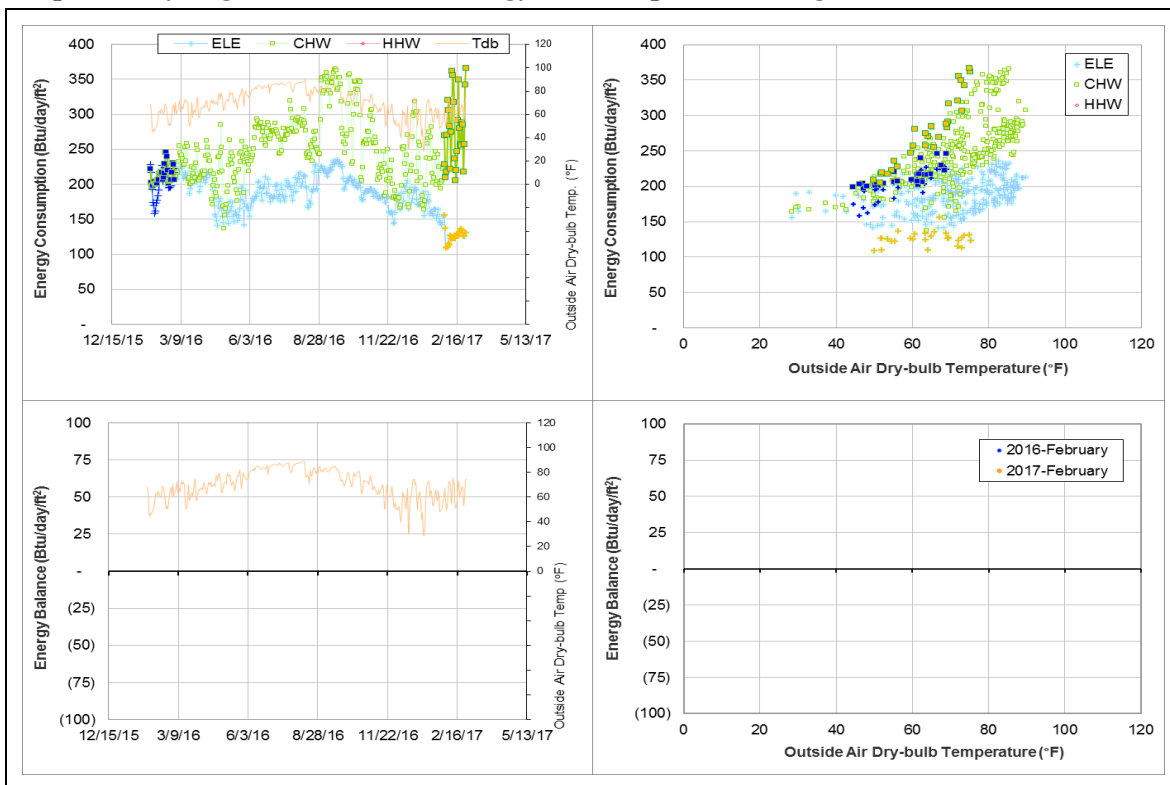 ELE CHW HHW Tdb
400
350
300
250
200
150
100
50
-
Energy Consumption (Btu/day/ft²)
120
100
80
60
40
20
0
Outside Air Dry-bulb Temp. (°F)
12/15/15 3/9/16 6/3/16 8/28/16 11/22/16 2/16/17 5/13/17
ELE
CHW
HHW
400
350
300
250
200
150
100
50
-
Energy Consumption (Btu/day/ft²)
0 20 40 60 80 100 120
Outside Air Dry-bulb Temperature (°F)
100
75
50
25
-
(25)
(50)
(75)
(100)
Energy Balance (Btu/day/ft²)
120
100
80
60
40
20
0
Outside Air Dry-bulb Temp (°F)
12/15/15 3/9/16 6/3/16 8/28/16 11/22/16 2/16/17 5/13/17
2016-February
2017-February
100
75
50
25
-
(25)
(50)
(75)
(100)
Energy Balance (Btu/day/ft²)
0 20 40 60 80 100 120
Outside Air Dry-bulb Temperature (°F)